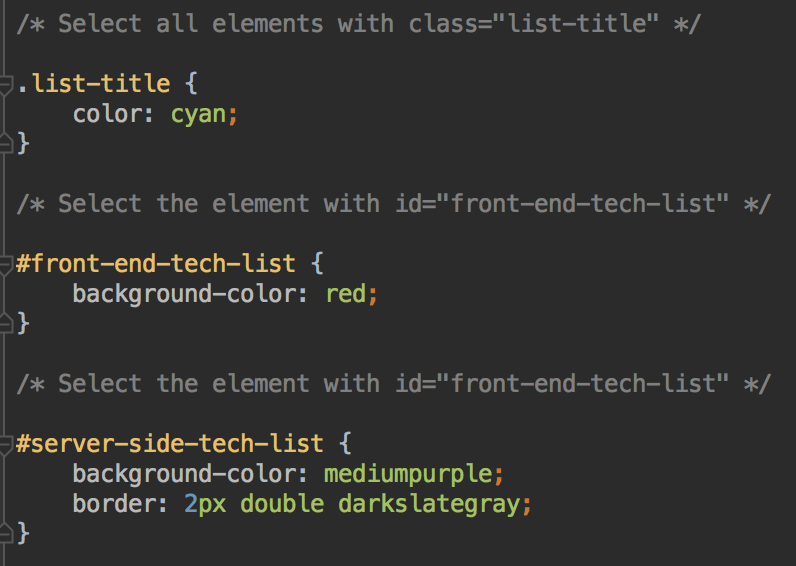 /* Select all elements with class="list-title" */
.list-title {
    color: cyan;
}
/* Select the element with id="front-end-tech-list" */
#front-end-tech-list {
    background-color: red;
}
/* Select the element with id="front-end-tech-list" */
#server-side-tech-list {
    background-color: mediumpurple;
    border: 2px double darkslategray;
}